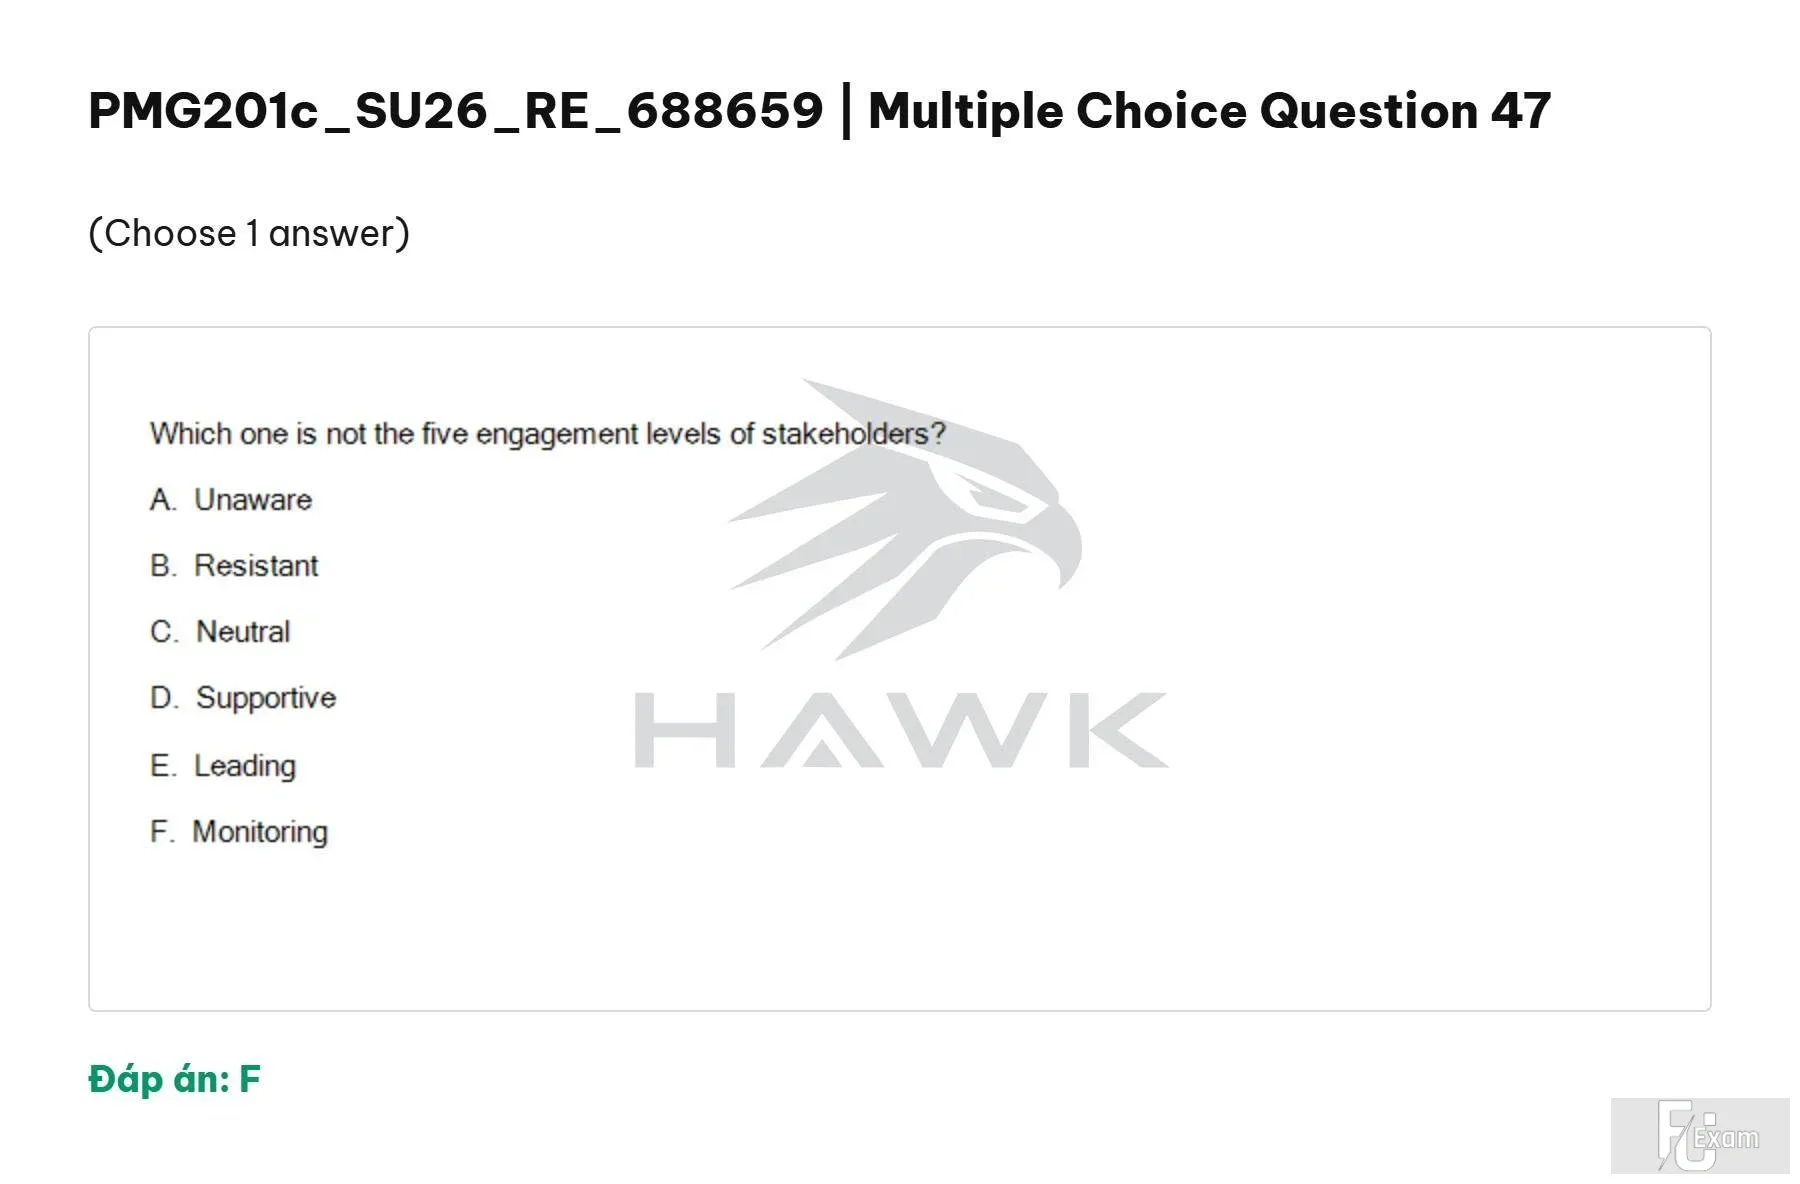 PMG201c_SU26_RE_688659 | Multiple Choice Question 47
(Choose 1 answer)
Which one is not the five engagement levels of stakeholders?
A. Unaware
B. Resistant
C. Neutral
D. Supportive
E. Leading
F. Monitoring
HAWK
Đáp án: F
FU Exam